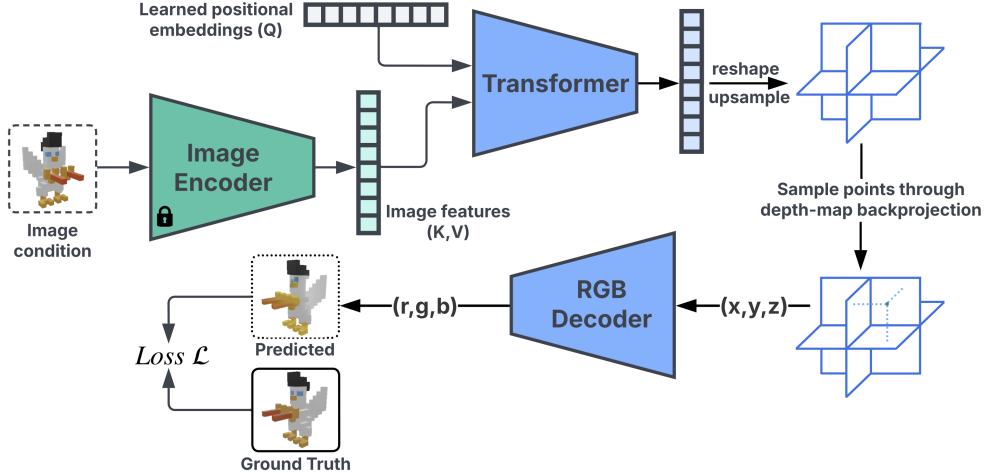 Learned positional
embeddings (Q)
Transformer
reshape
upsample
Image
Encoder
Image features
(K,V)
Image
condition
Sample points through
depth-map backprojection
(x,y,z)
RGB
Decoder
(r,g,b)
Predicted
Loss ℒ
Ground Truth